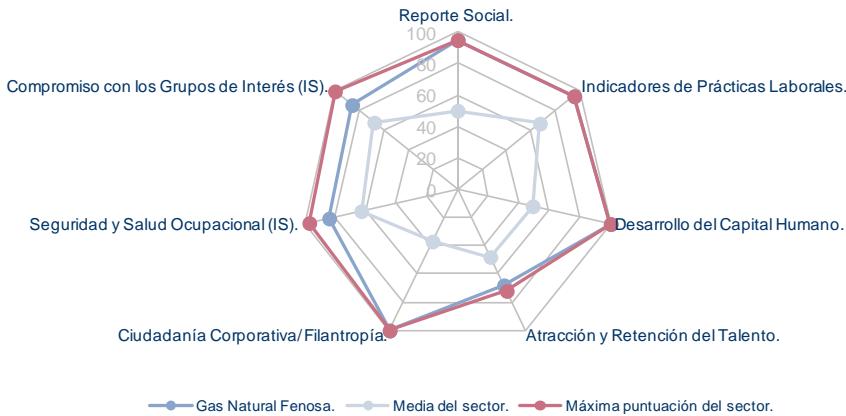 Reporte Social.
100
80
60
40
20
0
Compromiso con los Grupos de Interés (IS).
Indicadores de Prácticas Laborales.
Seguridad y Salud Ocupacional (IS).
Desarrollo del Capital Humano.
Ciudadanía Corporativa/Filantropía.
Atracción y Retención del Talento.
Gas Natural Fenosa. Media del sector. Máxima puntuación del sector.